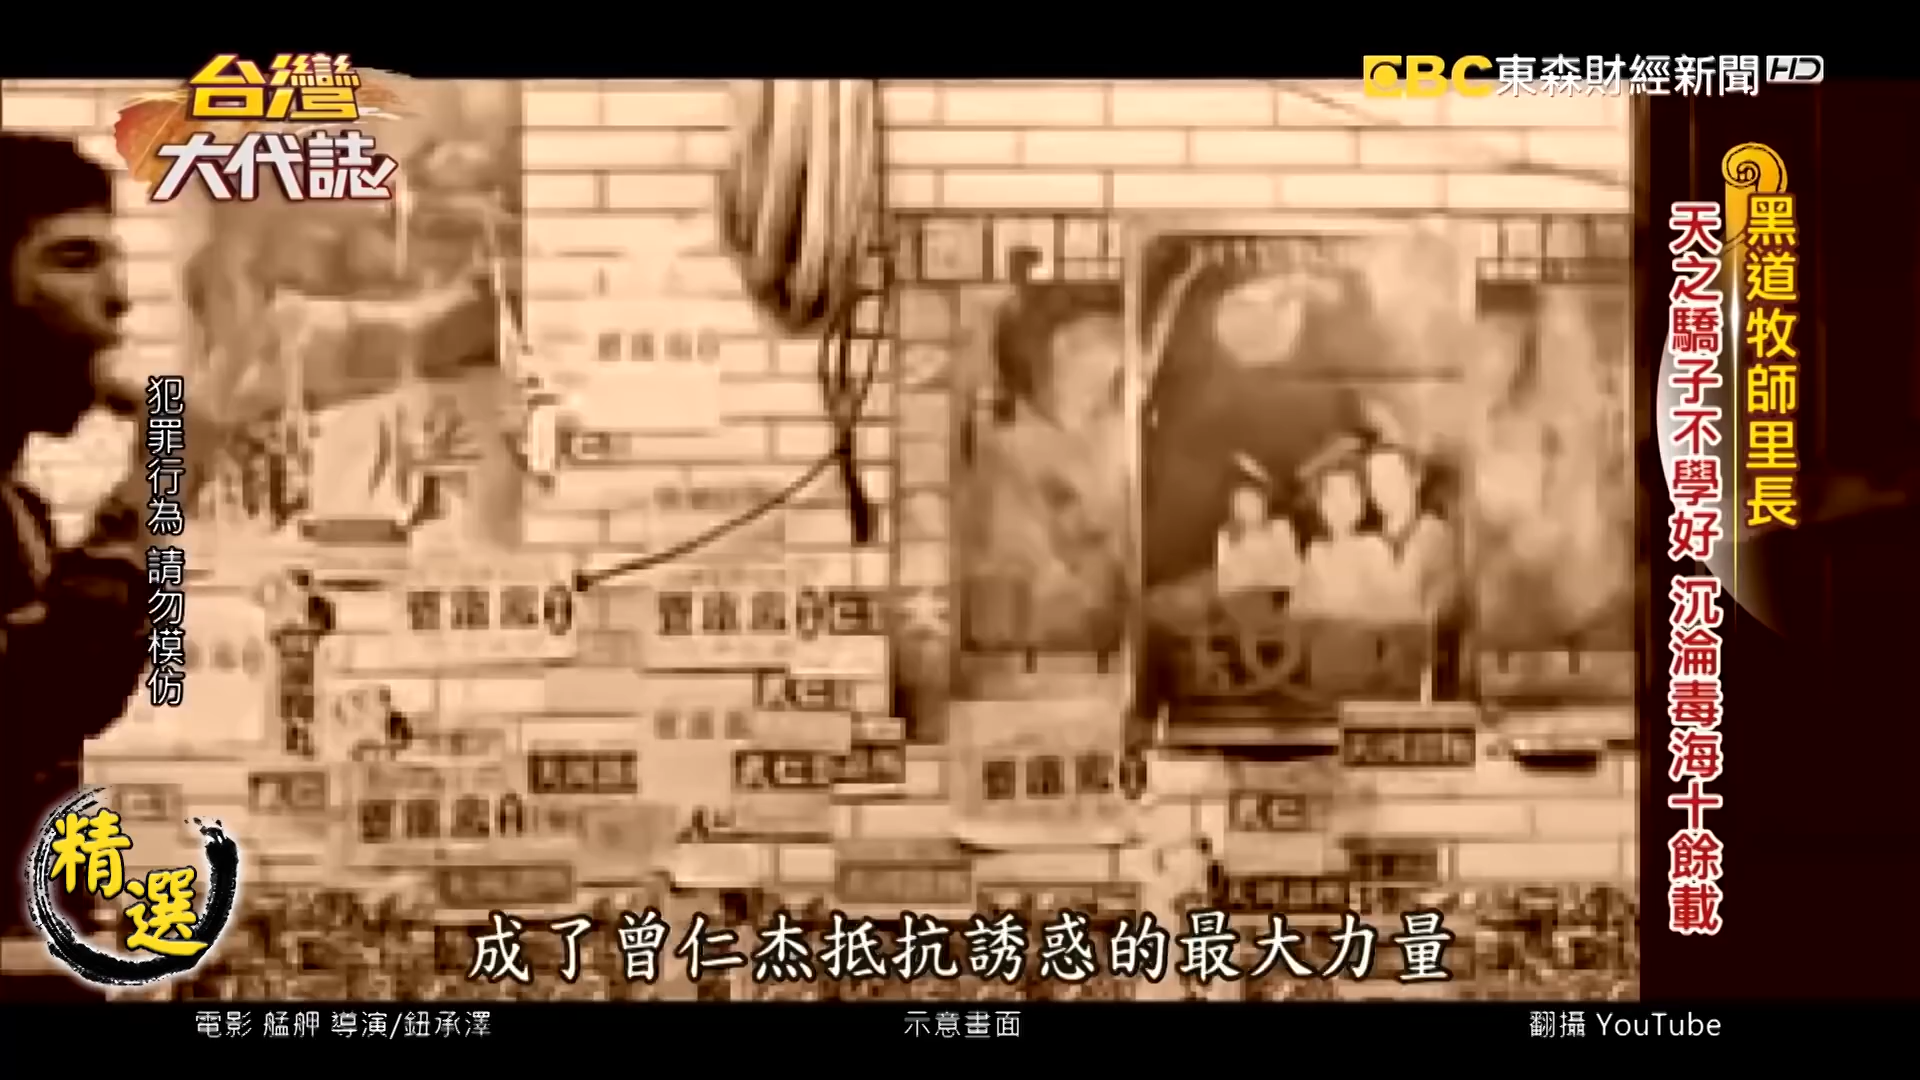 台灣
大代誌
EBC東森財經新聞HD
黑道牧師里長
天之驕子不學好 沉淪毒海十餘載
犯罪行為 請勿模仿
精選
成了曾仁杰抵抗誘惑的最大力量
電影 艋舺 導演/鈕承澤
示意畫面
翻攝 YouTube